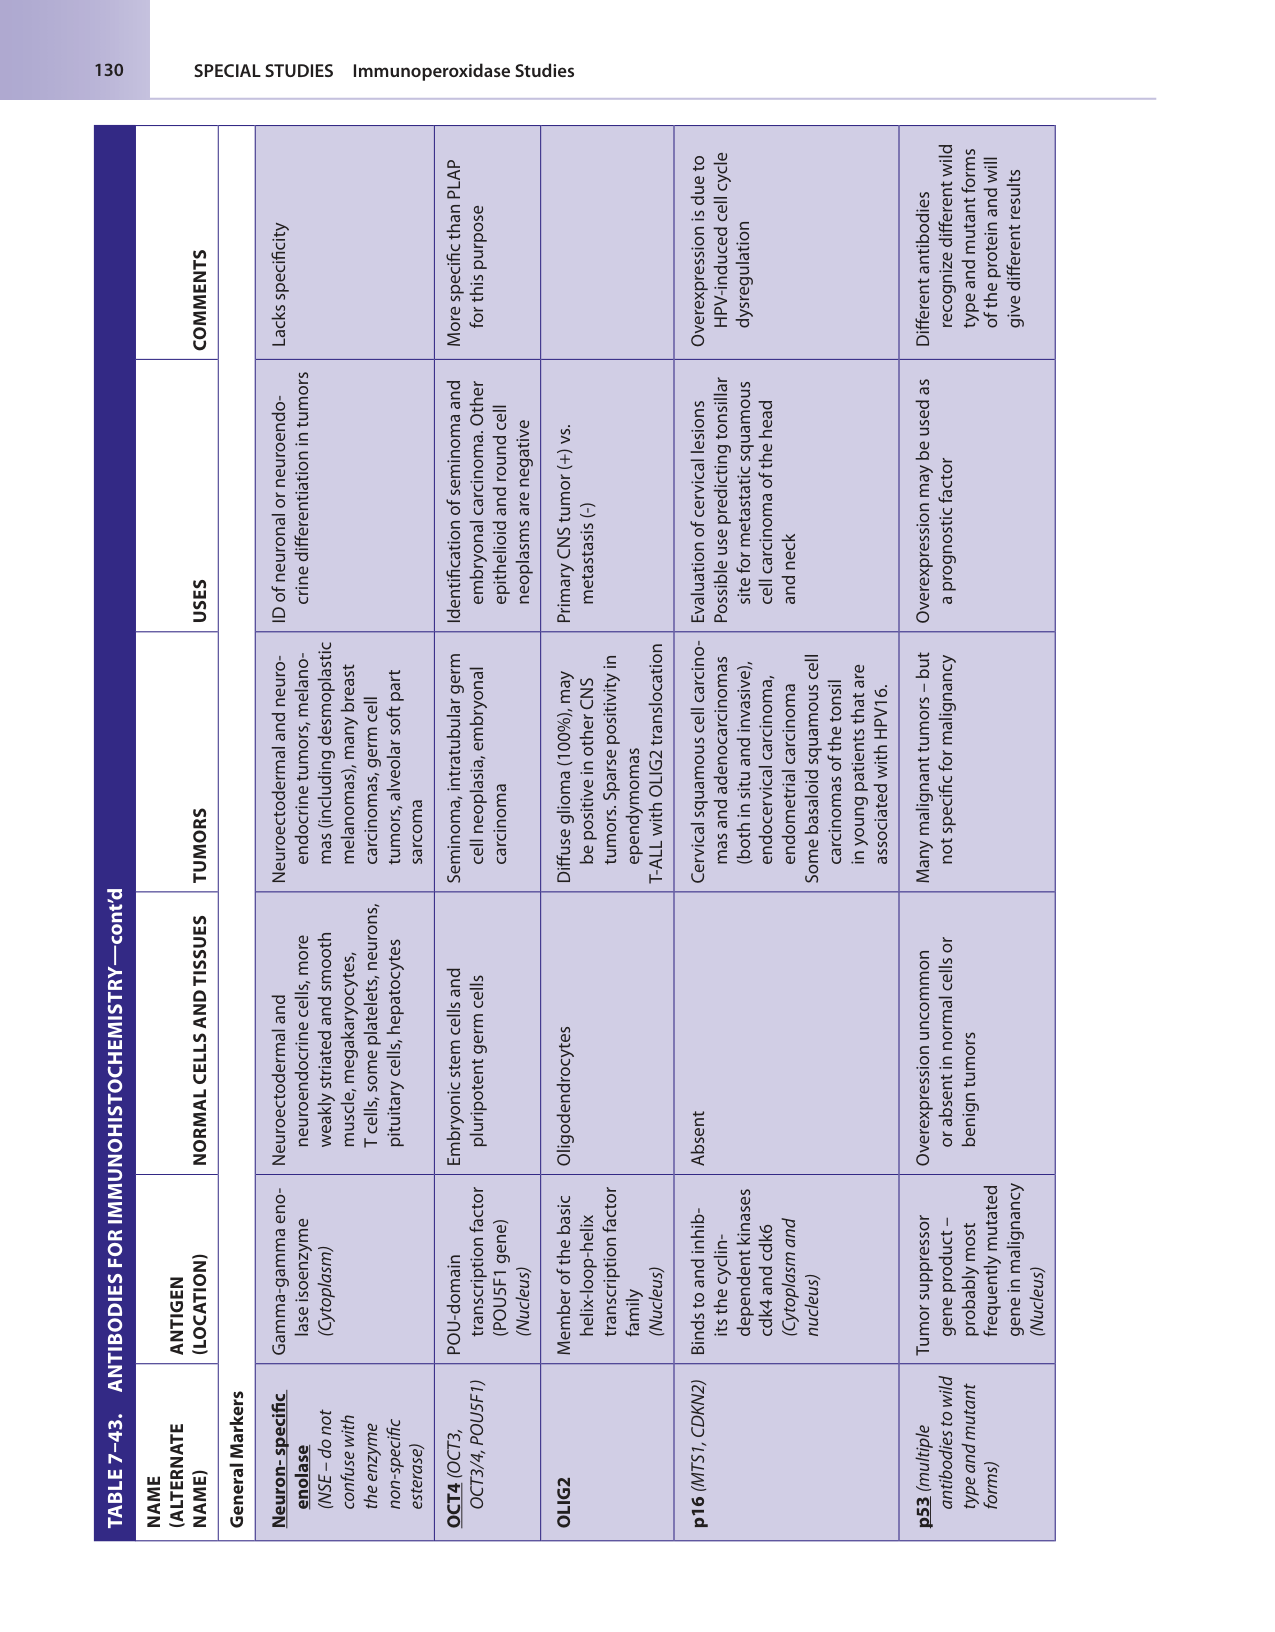 130
SPECIAL STUDIES Immunoperoxidase Studies
TABLE 7–43. ANTIBODIES FOR IMMUNOHISTOCHEMISTRY—cont’d
NAME
(ALTERNATE
NAME)
ANTIGEN
(LOCATION)
NORMAL CELLS AND TISSUES
TUMORS
USES
COMMENTS
General Markers
Neuron- specific
enolase
(NSE – do not
confuse with
the enzyme
non-specific
esterase)
Gamma-gamma eno-
lase isoenzyme
(Cytoplasm)
Neuroectodermal and
neuroendocrine cells, more
weakly striated and smooth
muscle, megakaryocytes,
T cells, some platelets, neurons,
pituitary cells, hepatocytes
Neuroectodermal and neuro-
endocrine tumors, melano-
mas (including desmoplastic
melanomas), many breast
carcinomas, germ cell
tumors, alveolar soft part
sarcoma
ID of neuronal or neuroendo-
crine differentiation in tumors
Lacks specificity
OCT4 (OCT3,
OCT3/4, POU5F1)
POU-domain
transcription factor
(POU5F1 gene)
(Nucleus)
Embryonic stem cells and
pluripotent germ cells
Seminoma, intratubular germ
cell neoplasia, embryonal
carcinoma
Identification of seminoma and
embryonal carcinoma. Other
epithelioid and round cell
neoplasms are negative
More specific than PLAP
for this purpose
OLIG2
Member of the basic
helix-loop-helix
transcription factor
family
(Nucleus)
Oligodendrocytes
Diffuse glioma (100%), may
be positive in other CNS
tumors. Sparse positivity in
ependymomas
T-ALL with OLIG2 translocation
Primary CNS tumor (+) vs.
metastasis (-)
p16 (MTS1, CDKN2)
Binds to and inhib-
its the cyclin-
dependent kinases
cdk4 and cdk6
(Cytoplasm and
nucleus)
Absent
Cervical squamous cell carcino-
mas and adenocarcinomas
(both in situ and invasive),
endocervical carcinoma,
endometrial carcinoma
Some basaloid squamous cell
carcinomas of the tonsil
in young patients that are
associated with HPV16.
Evaluation of cervical lesions
Possible use predicting tonsillar
site for metastatic squamous
cell carcinoma of the head
and neck
Overexpression is due to
HPV-induced cell cycle
dysregulation
p53 (multiple
antibodies to wild
type and mutant
forms)
Tumor suppressor
gene product –
probably most
frequently mutated
gene in malignancy
(Nucleus)
Overexpression uncommon
or absent in normal cells or
benign tumors
Many malignant tumors – but
not specific for malignancy
Overexpression may be used as
a prognostic factor
Different antibodies
recognize different wild
type and mutant forms
of the protein and will
give different results